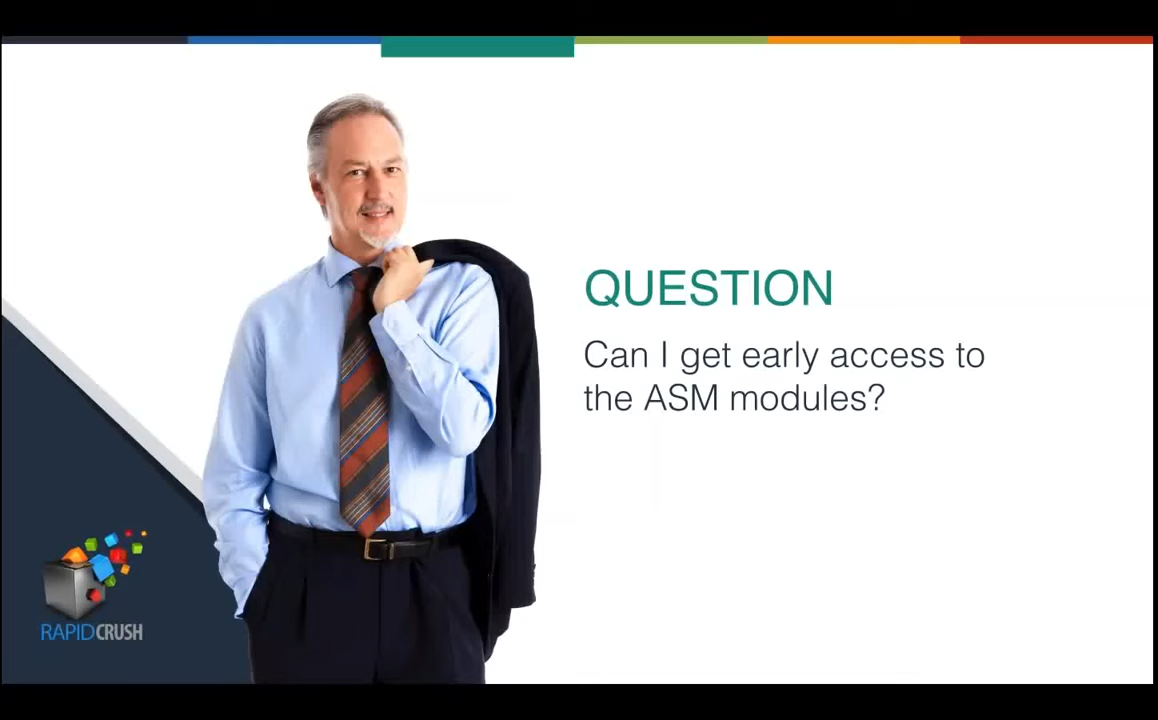 QUESTION
Can I get early access to
the ASM modules?
RAPIDCRUSH